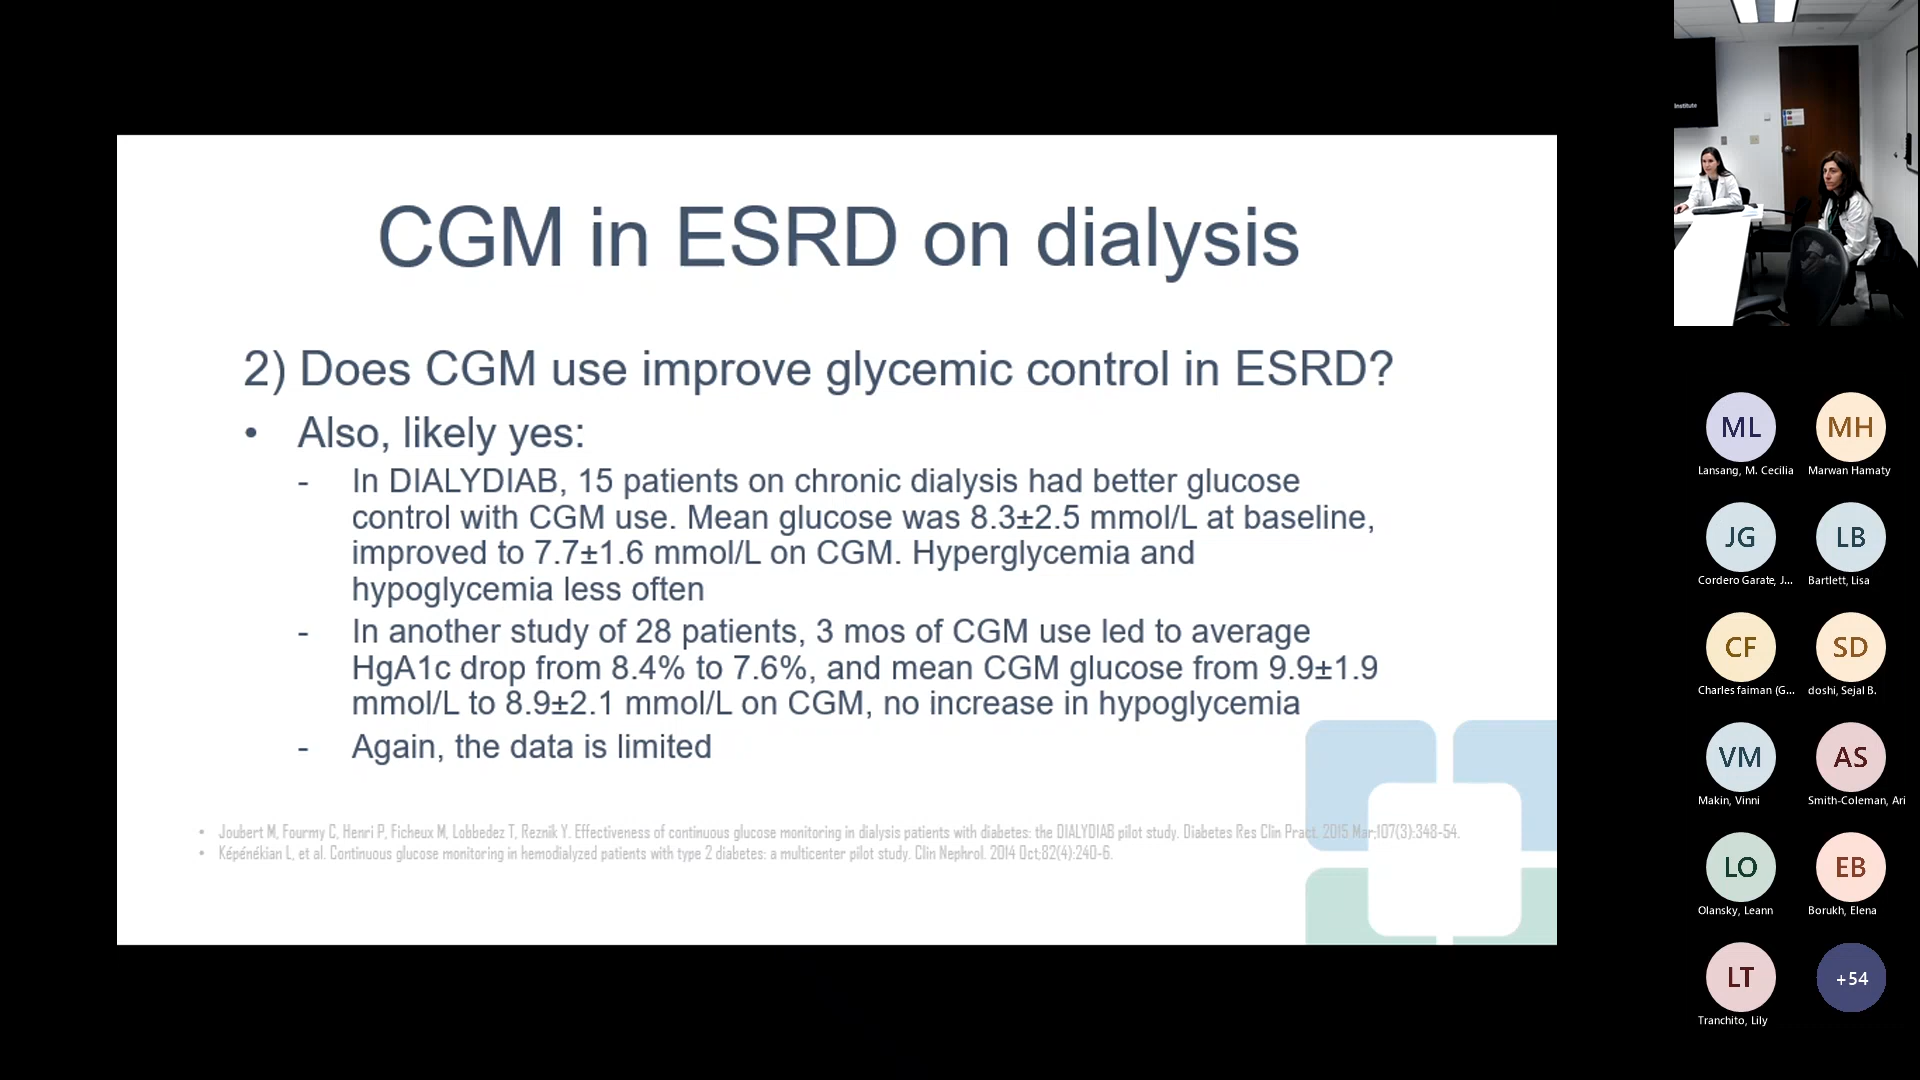 CGM in ESRD on dialysis
2) Does CGM use improve glycemic control in ESRD?
• Also, likely yes:
- In DIALYDIAB, 15 patients on chronic dialysis had better glucose
control with CGM use. Mean glucose was 8.3±2.5 mmol/L at baseline,
improved to 7.7±1.6 mmol/L on CGM. Hyperglycemia and
hypoglycemia less often
- In another study of 28 patients, 3 mos of CGM use led to average
HgA1c drop from 8.4% to 7.6%, and mean CGM glucose from 9.9±1.9
mmol/L to 8.9±2.1 mmol/L on CGM, no increase in hypoglycemia
- Again, the data is limited
• Joubert M, Fourmy C, Henri P, Ficheux M, Lobbedez T, Reznik Y. Effectiveness of continuous glucose monitoring in dialysis patients with diabetes: the DIALYDIAB pilot study. Diabetes Res Clin Pract. 2015 Mar;107(3):348-54.
• Képénékian L, et al. Continuous glucose monitoring in hemodialyzed patients with type 2 diabetes: a multicenter pilot study. Clin Nephrol. 2014 Oct;82(4):240-6.
Institute
ML
MH
Lansang, M. Cecilia
Marwan Hamaty
JG
LB
Cordero Garate, J...
Bartlett, Lisa
CF
SD
Charles faiman (G...
doshi, Sejal B.
VM
AS
Makin, Vinni
Smith-Coleman, Ari
LO
EB
Olansky, Leann
Borukh, Elena
LT
+54
Tranchito, Lily